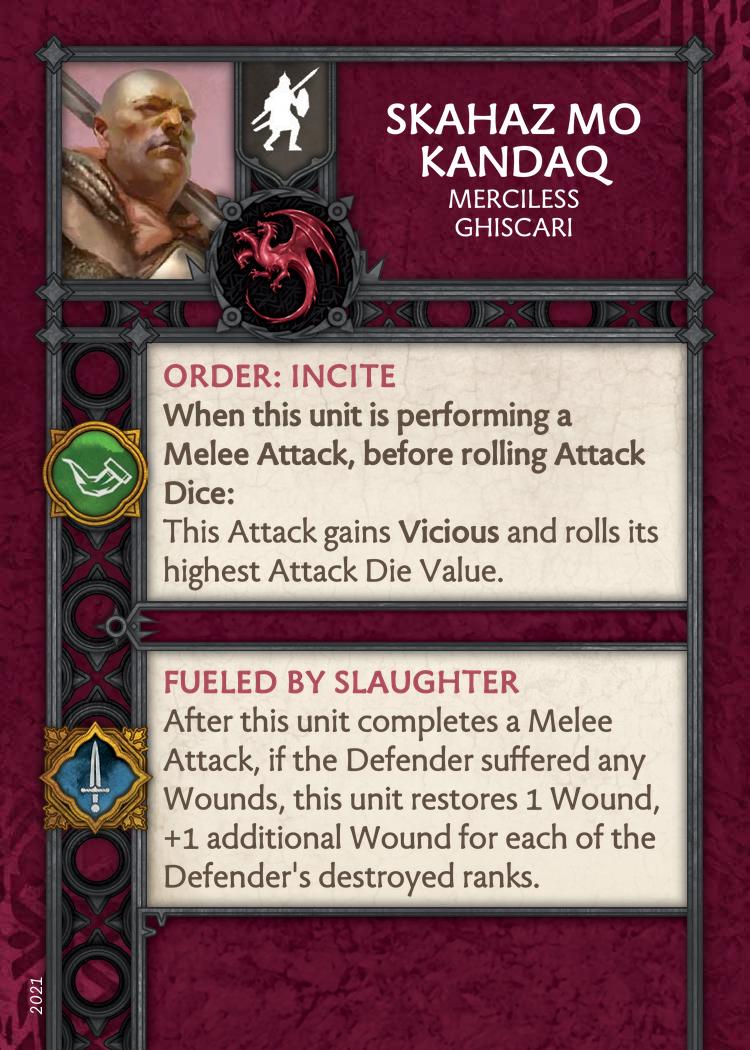 SKAHAZ MO
KANDAQ
MERCILESS
GHISCARI
ORDER: INCITE
When this unit is performing a
Melee Attack, before rolling Attack
Dice:
This Attack gains Vicious and rolls its
highest Attack Die Value.
FUELED BY SLAUGHTER
After this unit completes a Melee
Attack, if the Defender suffered any
Wounds, this unit restores 1 Wound,
+1 additional Wound for each of the
Defender's destroyed ranks.
2021